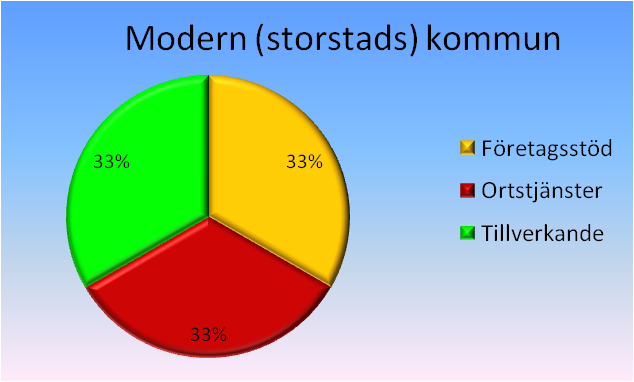 Modern (storstads) kommun
33%
33%
33%
Företagsstöd
Ortstjänster
Tillverkande